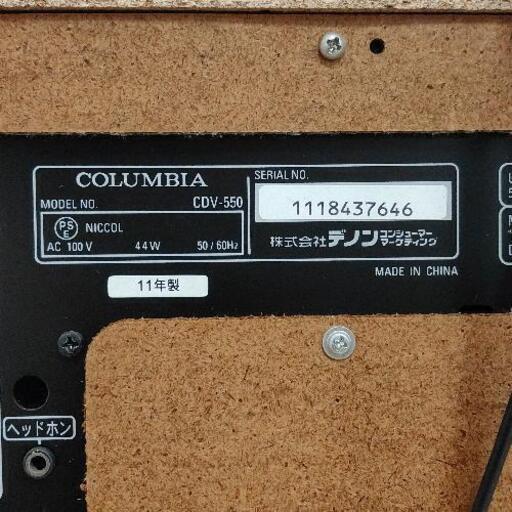 COLUMBIA
MODEL NO. CDV-550
PS E NICCOL
AC 100 V 44 W 50/60Hz
SERIAL NO.
1118437646
株式会社デノン コンシューマー マーケティング
MADE IN CHINA
11年製
ヘッドホン